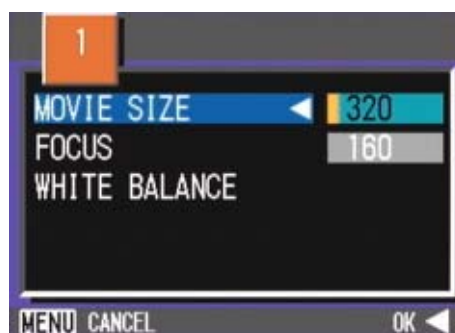 1
MOVIE SIZE 320
FOCUS 160
WHITE BALANCE
MENU CANCEL OK